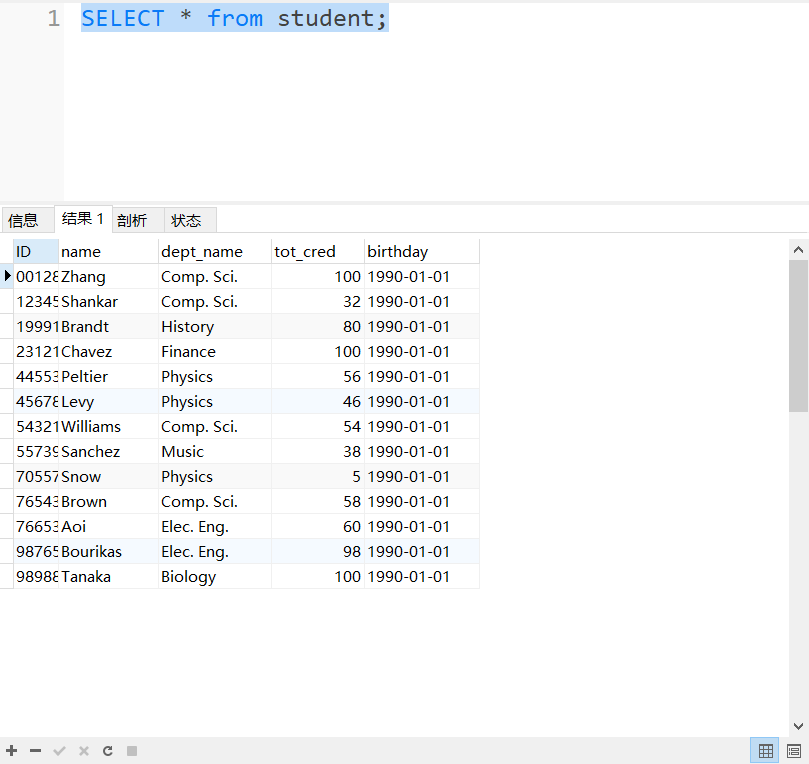 1 SELECT * from student;
信息 结果 1 剖析 状态
ID name dept_name tot_cred birthday
00128 Zhang Comp. Sci. 100 1990-01-01
12345 Shankar Comp. Sci. 32 1990-01-01
19991 Brandt History 80 1990-01-01
23121 Chavez Finance 100 1990-01-01
44553 Peltier Physics 56 1990-01-01
45678 Levy Physics 46 1990-01-01
54321 Williams Comp. Sci. 54 1990-01-01
55739 Sanchez Music 38 1990-01-01
70557 Snow Physics 5 1990-01-01
76543 Brown Comp. Sci. 58 1990-01-01
76653 Aoi Elec. Eng. 60 1990-01-01
98765 Bourikas Elec. Eng. 98 1990-01-01
98988 Tanaka Biology 100 1990-01-01